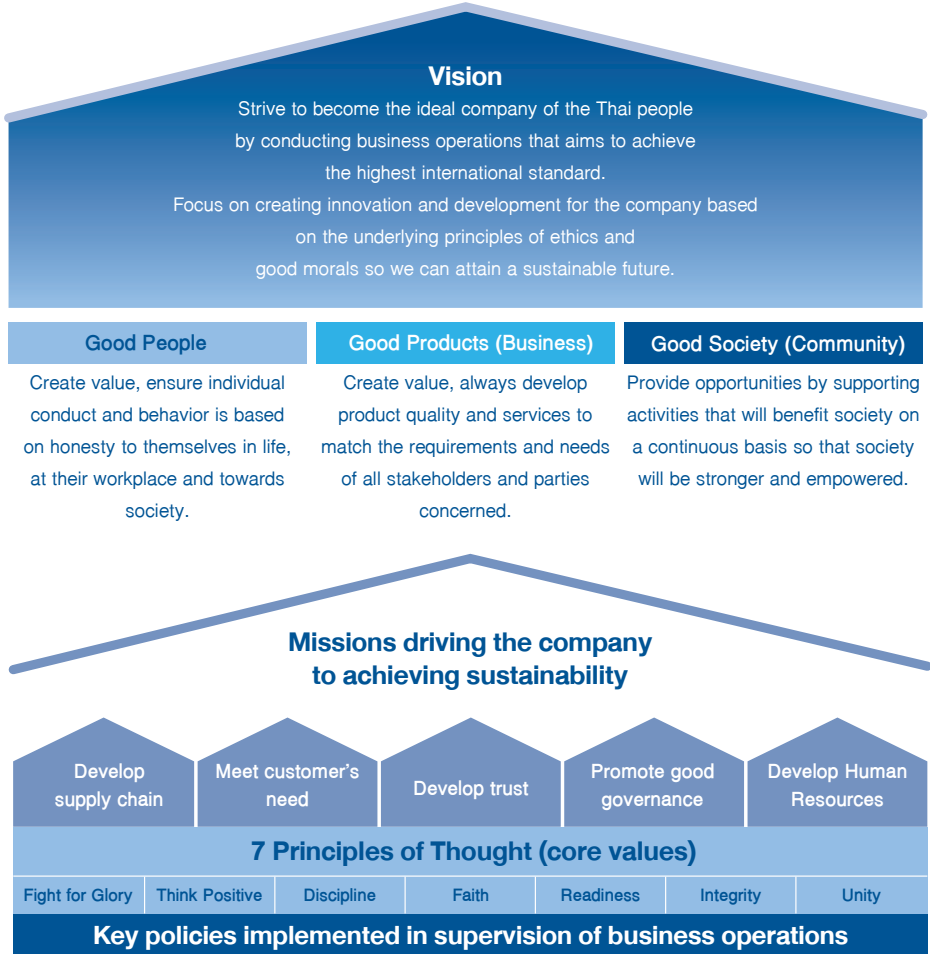 Vision
Strive to become the ideal company of the Thai people
by conducting business operations that aims to achieve
the highest international standard.
Focus on creating innovation and development for the company based
on the underlying principles of ethics and
good morals so we can attain a sustainable future.
Good People
Create value, ensure individual
conduct and behavior is based
on honesty to themselves in life,
at their workplace and towards
society.
Good Products (Business)
Create value, always develop
product quality and services to
match the requirements and needs
of all stakeholders and parties
concerned.
Good Society (Community)
Provide opportunities by supporting
activities that will benefit society on
a continuous basis so that society
will be stronger and empowered.
Missions driving the company
to achieving sustainability
Develop
supply chain
Meet customer's
need
Develop trust
Promote good
governance
Develop Human
Resources
7 Principles of Thought (core values)
Fight for Glory
Think Positive
Discipline
Faith
Readiness
Integrity
Unity
Key policies implemented in supervision of business operations